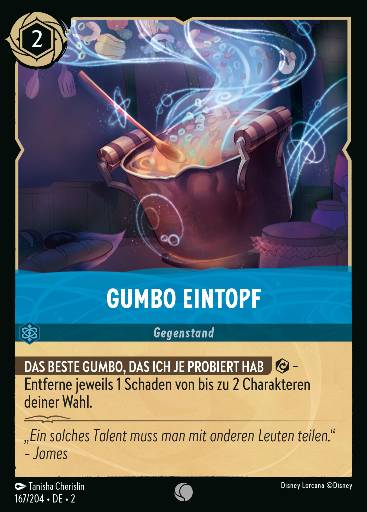 2
GUMBO EINTOPF
Gegenstand
DAS BESTE GUMBO, DAS ICH JE PROBIERT HAB –
Entferne jeweils 1 Schaden von bis zu 2 Charakteren
deiner Wahl.
„Ein solches Talent muss man mit anderen Leuten teilen.“
- James
Tanisha Cherislin
Disney Lorcana ©Disney
167/204 • DE • 2